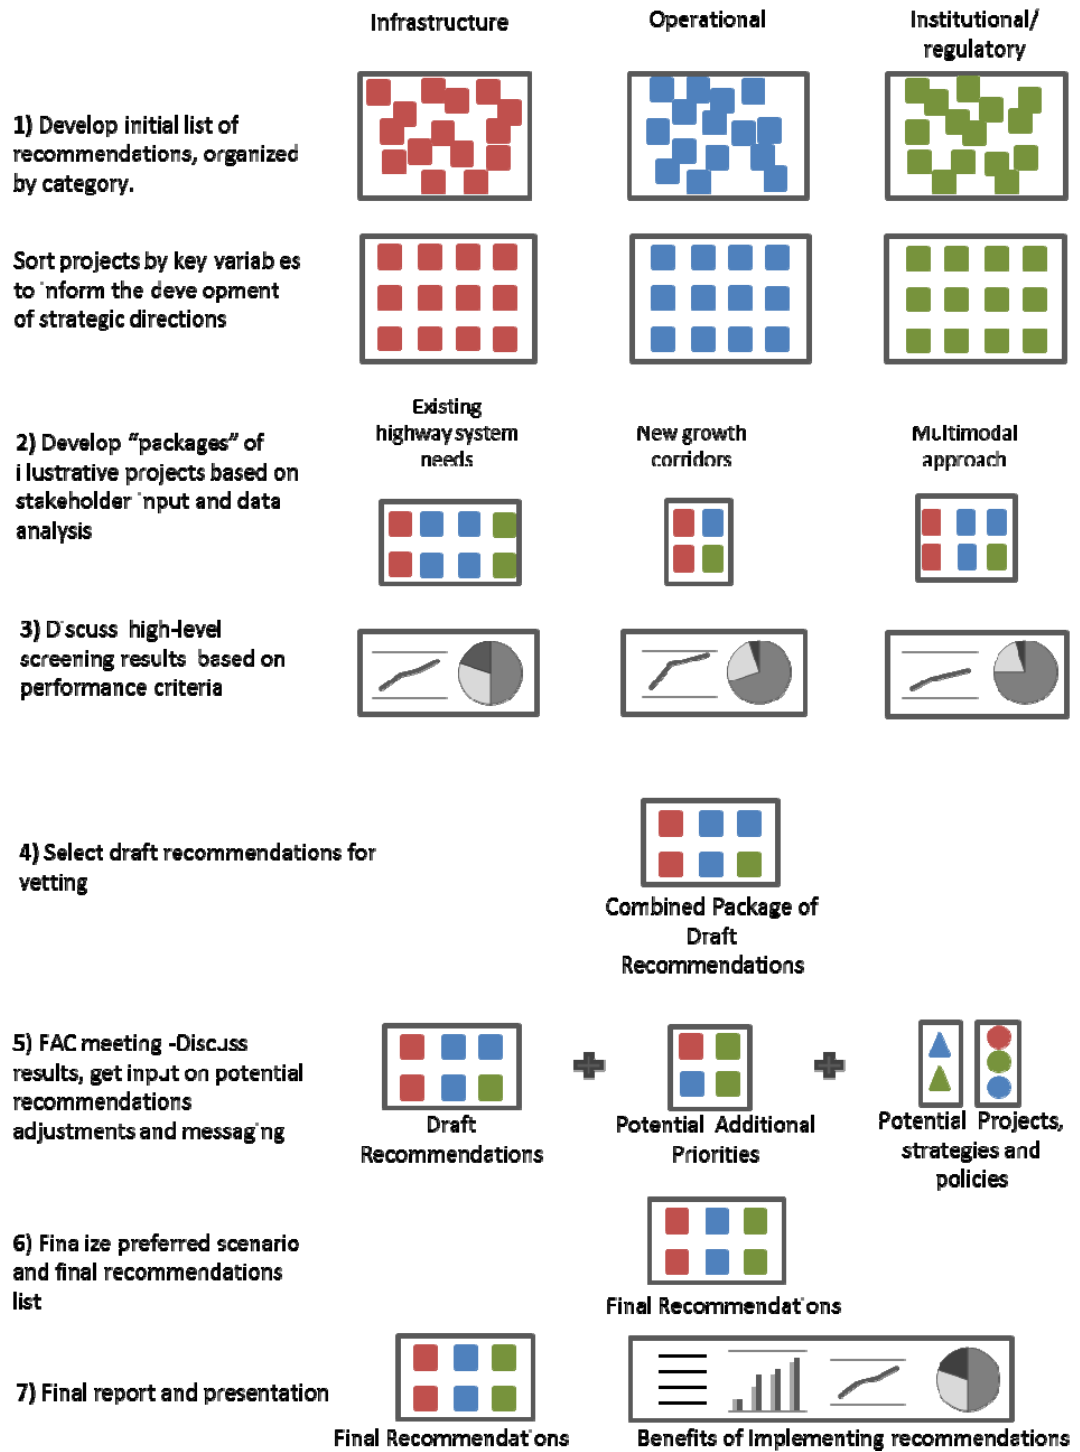 Infrastructure
Operational
Institutional/
regulatory
1) Develop initial list of
recommendations, organized
by category.
Sort projects by key variables
to inform the development
of strategic directions
2) Develop “packages” of
illustrative projects based on
stakeholder input and data
analysis
Existing
highway system
needs
New growth
corridors
Multimodal
approach
3) Discuss high-level
screening results based on
performance criteria
4) Select draft recommendations for
vetting
Combined Package of
Draft
Recommendations
5) FAC meeting -Discuss
results, get input on potential
recommendations
adjustments and messaging
Draft
Recommendations
Potential Additional
Priorities
Potential Projects,
strategies and
policies
6) Finalize preferred scenario
and final recommendations
list
Final Recommendations
7) Final report and presentation
Final Recommendations
Benefits of Implementing recommendations